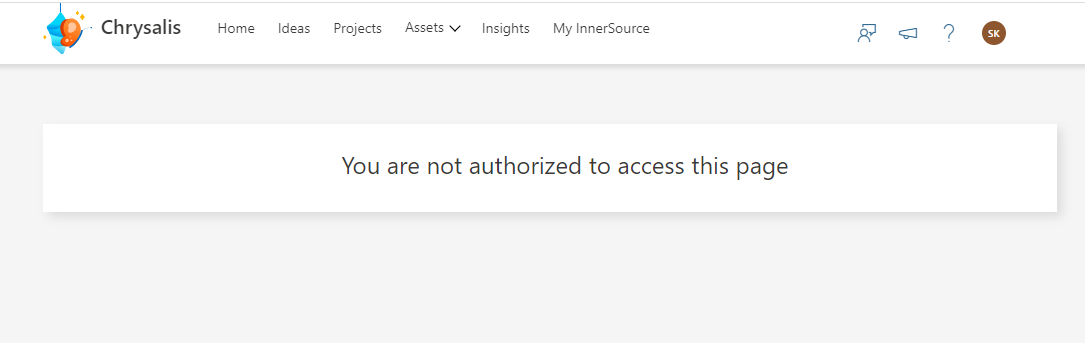 Chrysalis Home Ideas Projects Assets Insights My InnerSource ? SK
You are not authorized to access this page